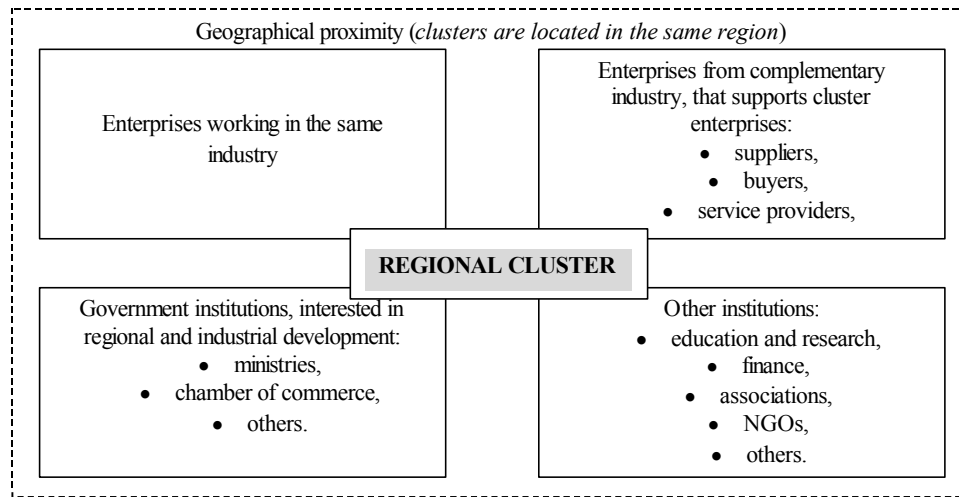 Geographical proximity (clusters are located in the same region)
Enterprises working in the same
industry
Enterprises from complementary
industry, that supports cluster
enterprises:
● suppliers,
● buyers,
● service providers,
REGIONAL CLUSTER
Government institutions, interested in
regional and industrial development:
● ministries,
● chamber of commerce,
● others.
Other institutions:
● education and research,
● finance,
● associations,
● NGOs,
● others.